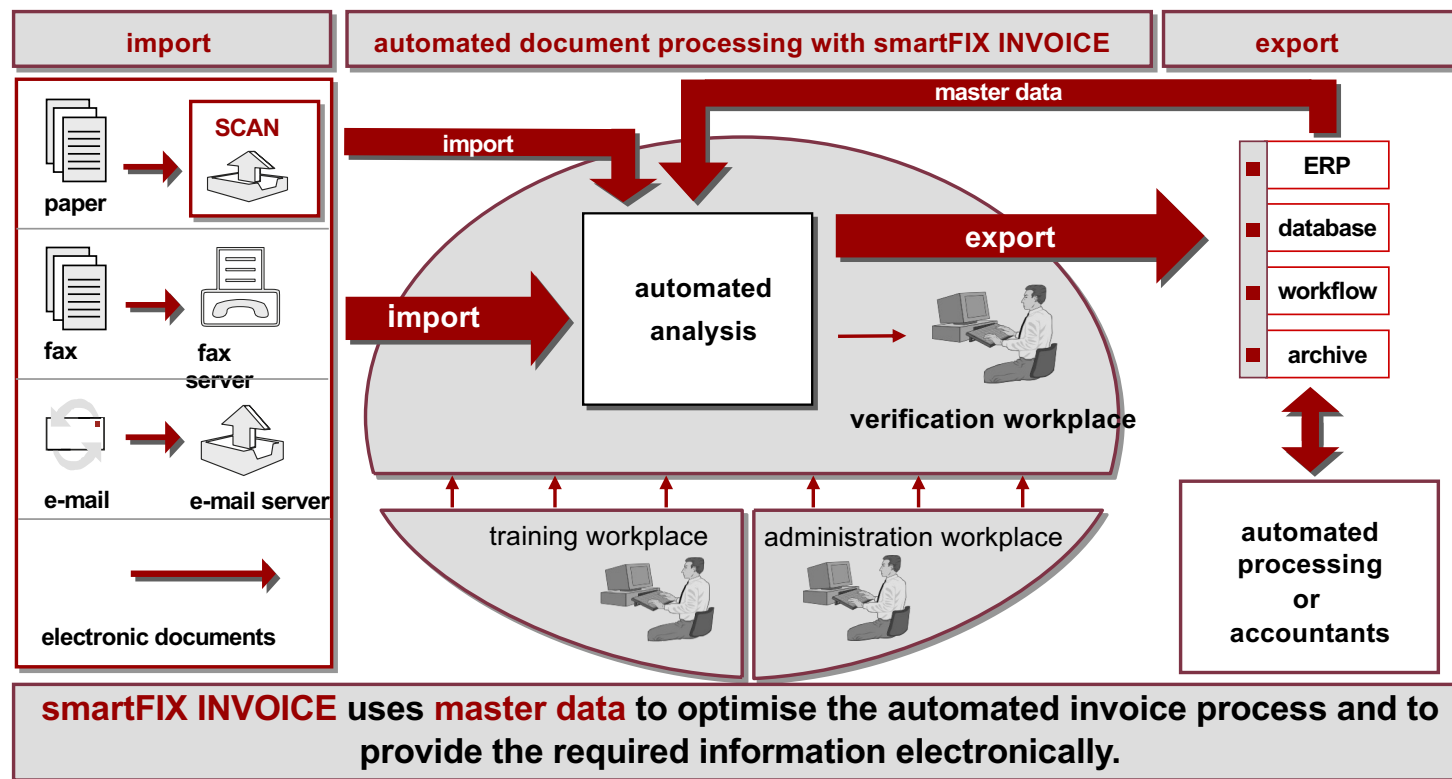 import
automated document processing with smartFIX INVOICE
export
paper
SCAN
fax
fax
server
e-mail
e-mail server
electronic documents
import
master data
import
automated
analysis
export
verification workplace
training workplace
administration workplace
ERP
database
workflow
archive
automated
processing
or
accountants
smartFIX INVOICE uses master data to optimise the automated invoice process and to
provide the required information electronically.